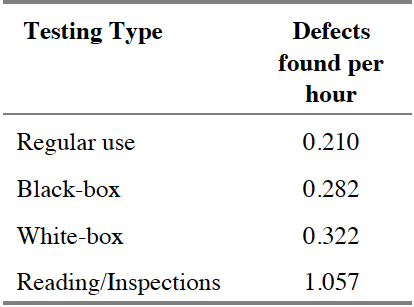 Testing Type Defects
found per
hour
Regular use 0.210
Black-box 0.282
White-box 0.322
Reading/Inspections 1.057